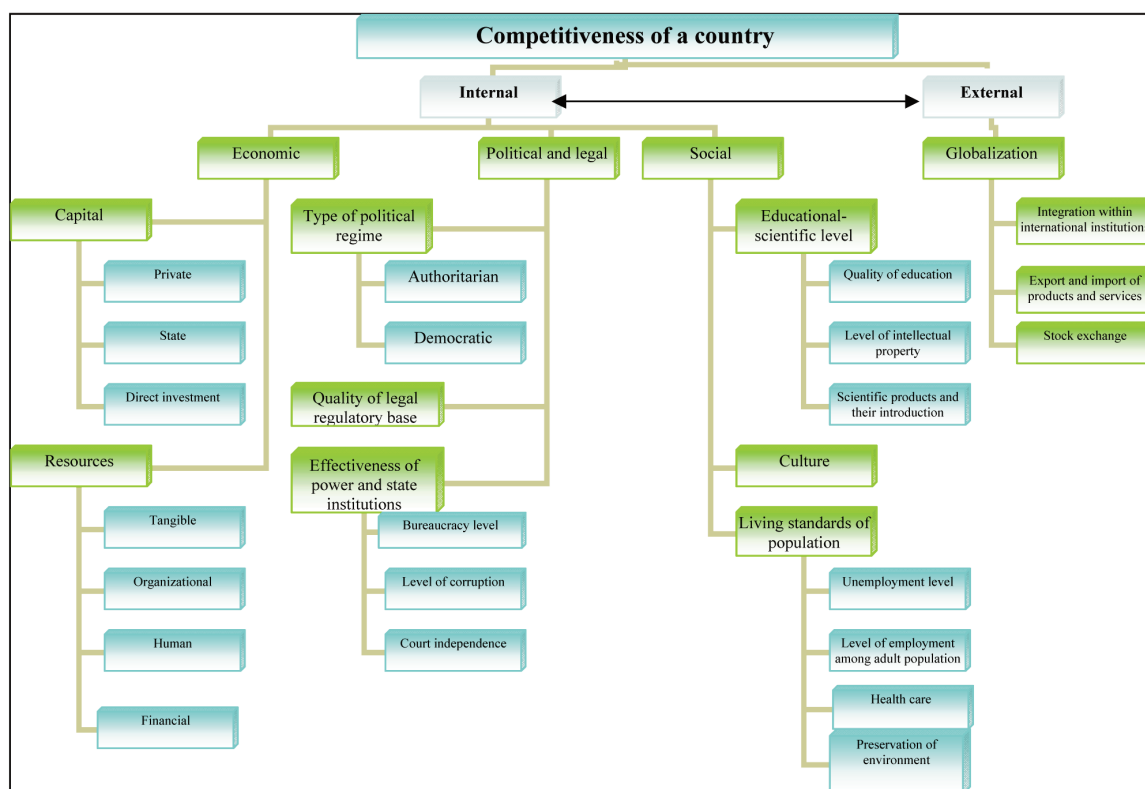 Competitiveness of a country
Internal
External
Economic
Political and legal
Social
Globalization
Capital
Private
State
Direct investment
Resources
Tangible
Organizational
Human
Financial
Type of political
regime
Authoritarian
Democratic
Quality of legal
regulatory base
Effectiveness of
power and state
institutions
Bureaucracy level
Level of corruption
Court independence
Educational-
scientific level
Quality of education
Level of intellectual
property
Scientific products and
their introduction
Culture
Living standards of
population
Unemployment level
Level of employment
among adult population
Health care
Preservation of
environment
Integration within
international institutions
Export and import of
products and services
Stock exchange